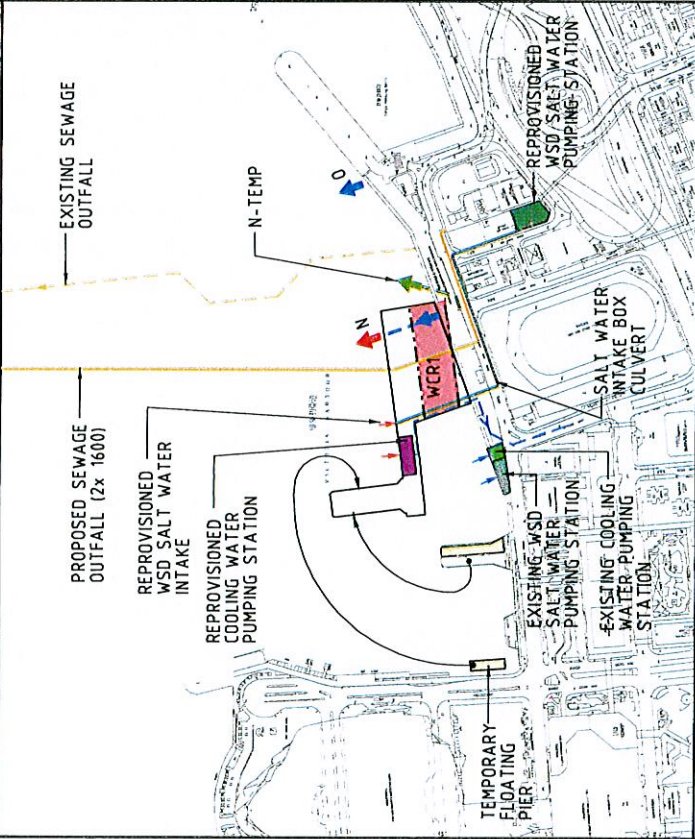 EXISTING SEWAGE
OUTFALL
PROPOSED SEWAGE
OUTFALL (2x 1600)
N-TEMP
REPROVISIONED
WSD SALT WATER
INTAKE
REPROVISIONED
COOLING WATER
PUMPING STATION
O
N
WCR1
REPROVISIONED
WSD SALT WATER
PUMPING STATION
SALT WATER
INTAKE BOX
CULVERT
EXISTING WSD
SALT WATER
PUMPING STATION
EXISTING COOLING
WATER PUMPING
STATION
TEMPORARY
FLOATING
PIER